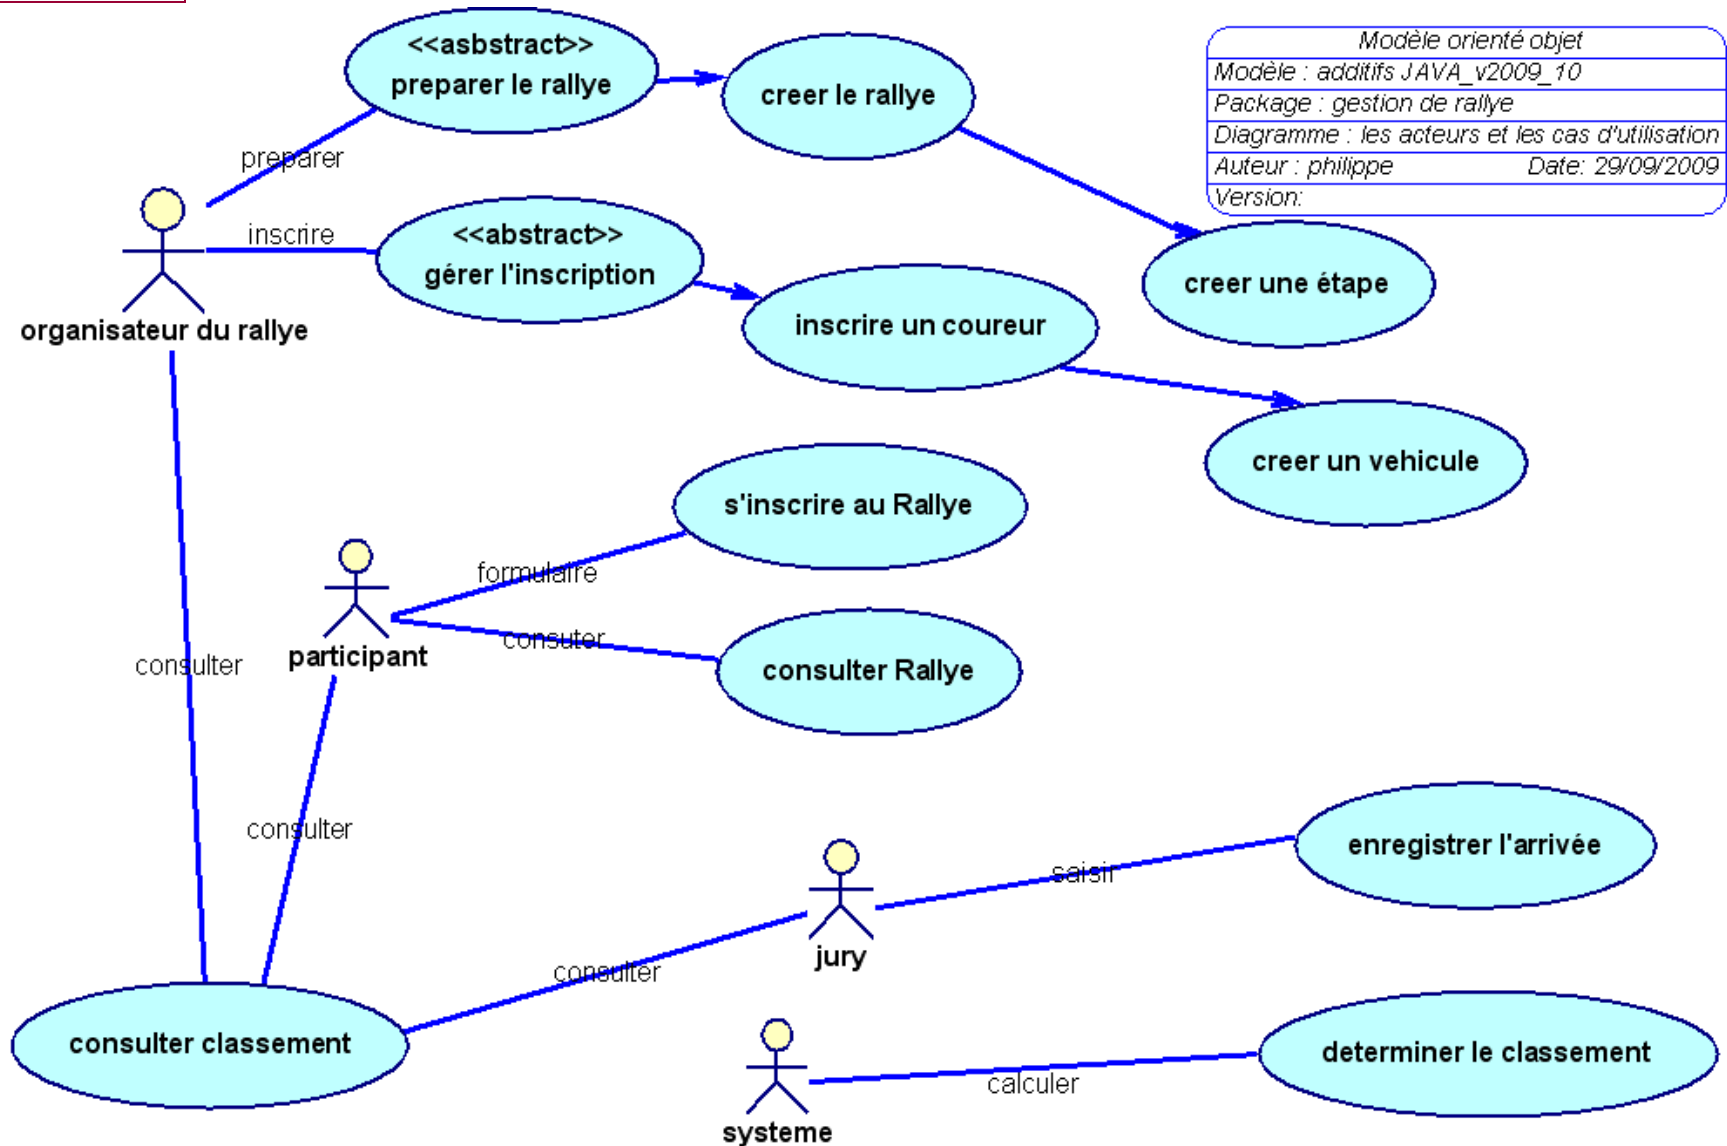 <<asbstract>>
preparer le rallye
creer le rallye
Modèle orienté objet
Modèle : additifs JAVA_v2009_10
Package : gestion de rallye
Diagramme : les acteurs et les cas d'utilisation
Auteur : philippe Date: 29/09/2009
Version:
preparer
inscrire
<<abstract>>
gérer l'inscription
creer une étape
organisateur du rallye
inscrire un coureur
creer un vehicule
s'inscrire au Rallye
formulaire
consuter
participant
consulter
consulter Rallye
consulter
saisir
enregistrer l'arrivée
jury
consulter
consulter classement
determiner le classement
calculer
systeme